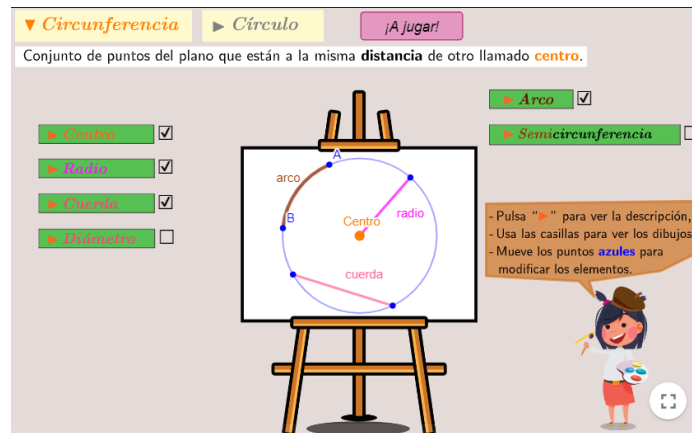 ▼ Circunferencia
► Círculo
¡A jugar!
Conjunto de puntos del plano que están a la misma distancia de otro llamado centro.
► Centro
► Radio
► Cuerda
► Diámetro
► Arco
► Semicircunferencia
A
arco
B
Centro
radio
cuerda
- Pulsa “►” para ver la descripción,
- Usa las casillas para ver los dibujos
- Mueve los puntos azules para
modificar los elementos.